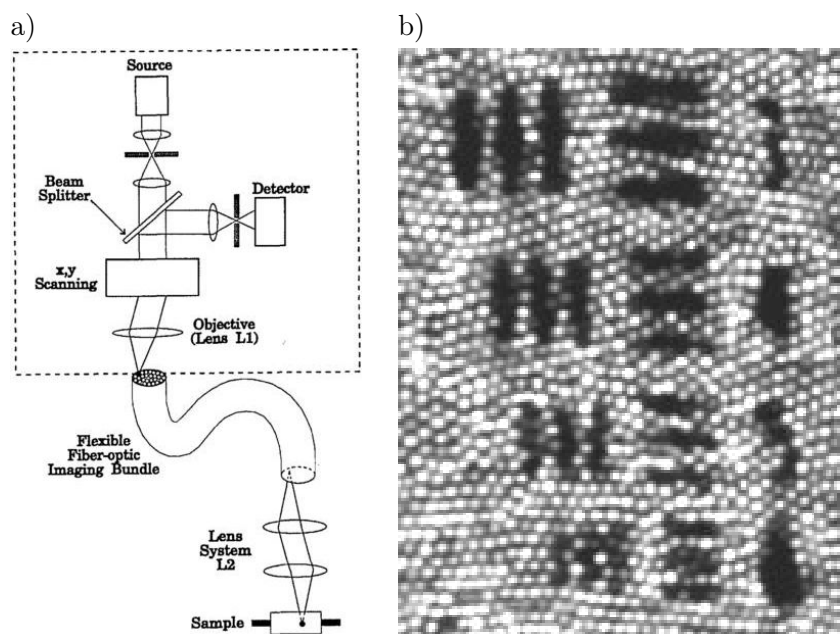 a)
b)
Source
Beam
Splitter
Detector
x,y
Scanning
Objective
(Lens L1)
Flexible
Fiber-optic
Imaging Bundle
Lens
System
L2
Sample